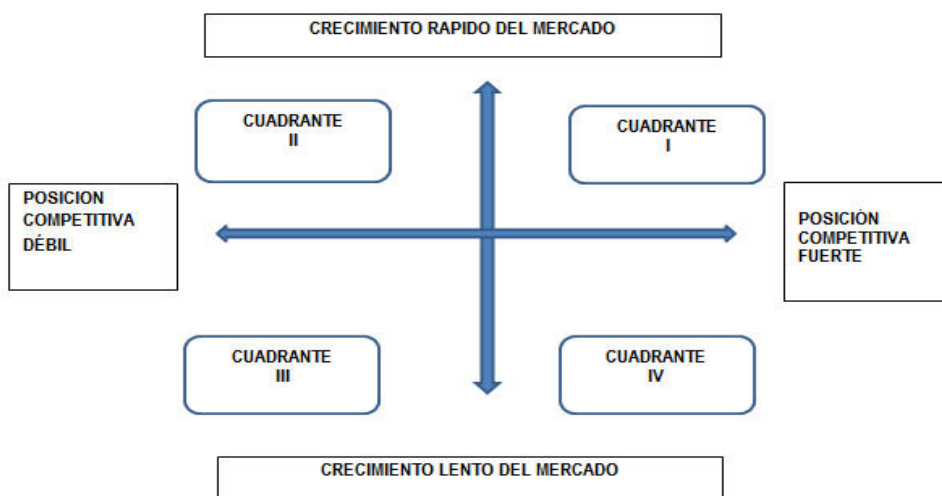 CRECIMIENTO RAPIDO DEL MERCADO
CUADRANTE
II
CUADRANTE
I
POSICION
COMPETITIVA
DÉBIL
POSICIÒN
COMPETITIVA
FUERTE
CUADRANTE
III
CUADRANTE
IV
CRECIMIENTO LENTO DEL MERCADO